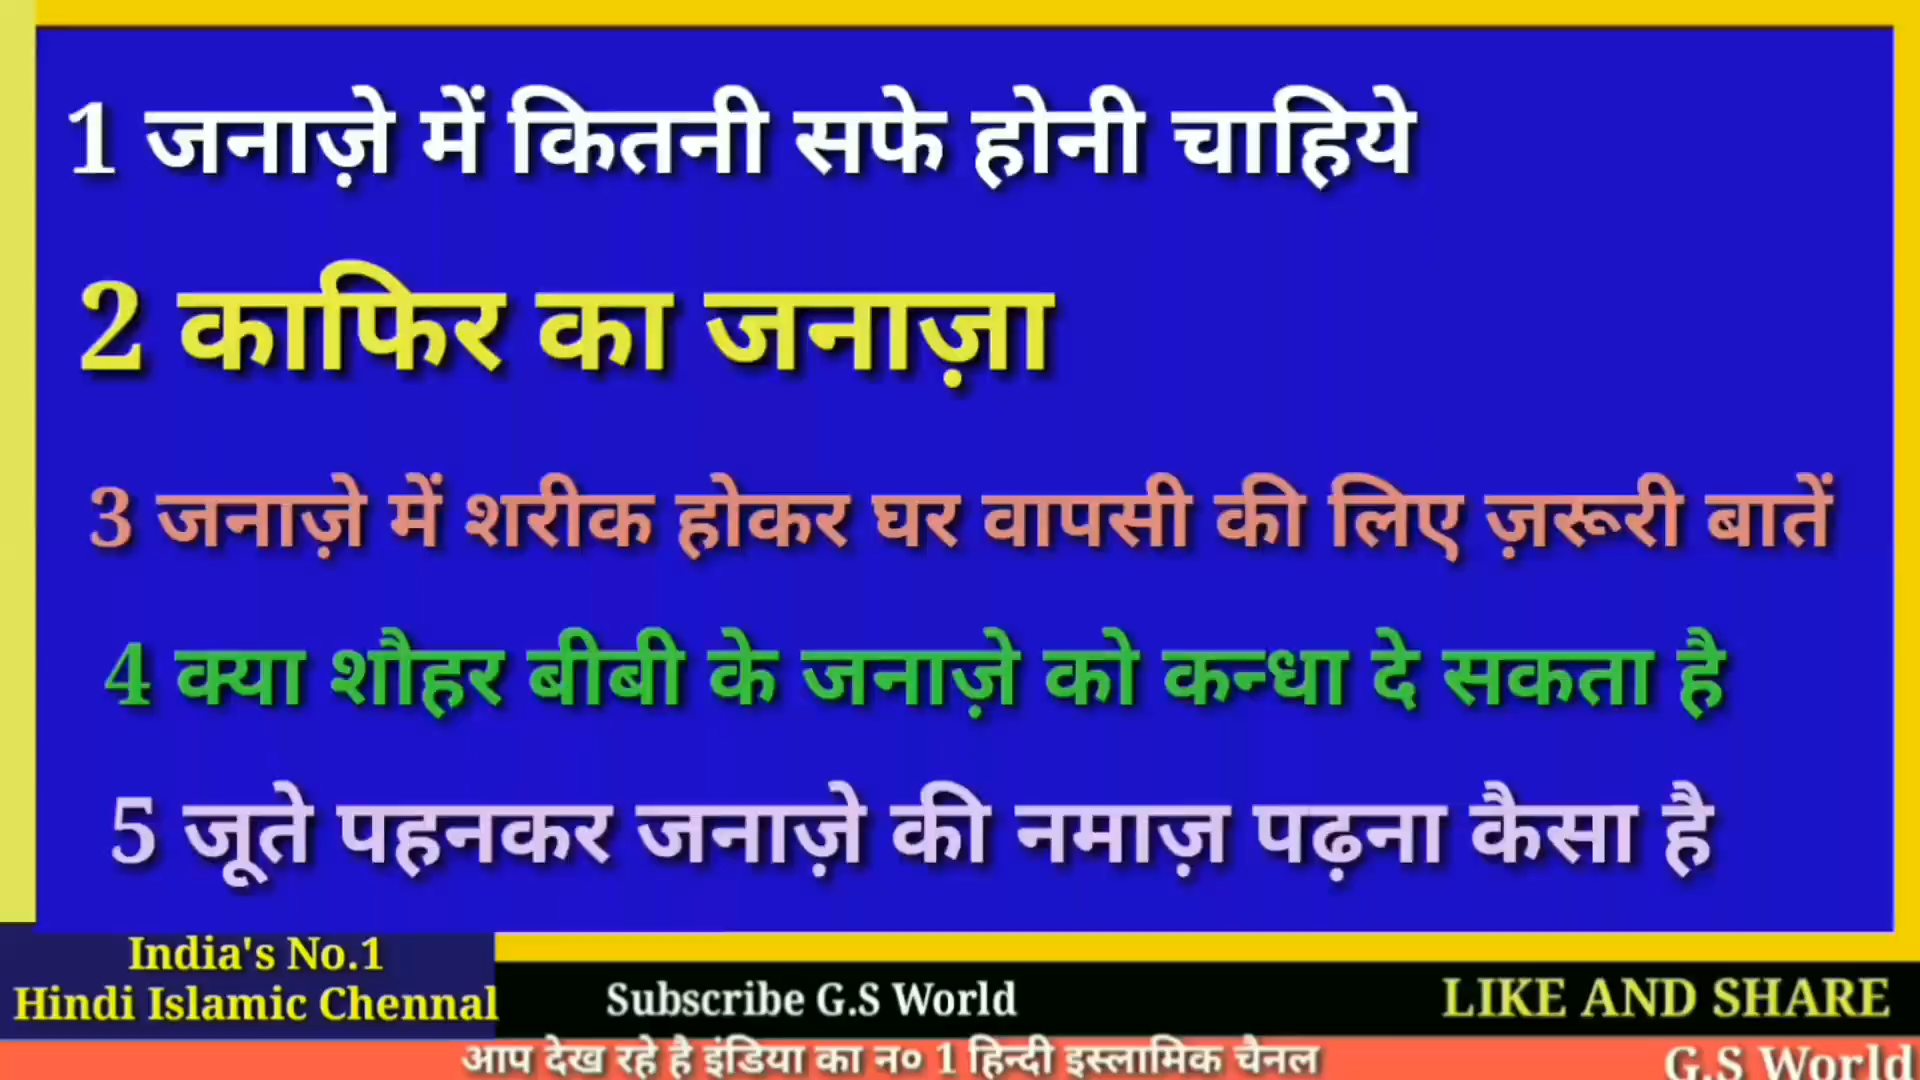 1 जनाज़े में कितनी सफे होनी चाहिये
2 काफिर का जनाज़ा
3 जनाज़े में शरीक होकर घर वापसी की लिए ज़रूरी बातें
4 क्या शौहर बीबी के जनाज़े को कन्धा दे सकता है
5 जूते पहनकर जनाज़े की नमाज़ पढ़ना कैसा है
India's No.1
Hindi Islamic Chennal
Subscribe G.S World
LIKE AND SHARE
आप देख रहे है इंडिया का न० 1 हिन्दी इस्लामिक चैनल
G.S World